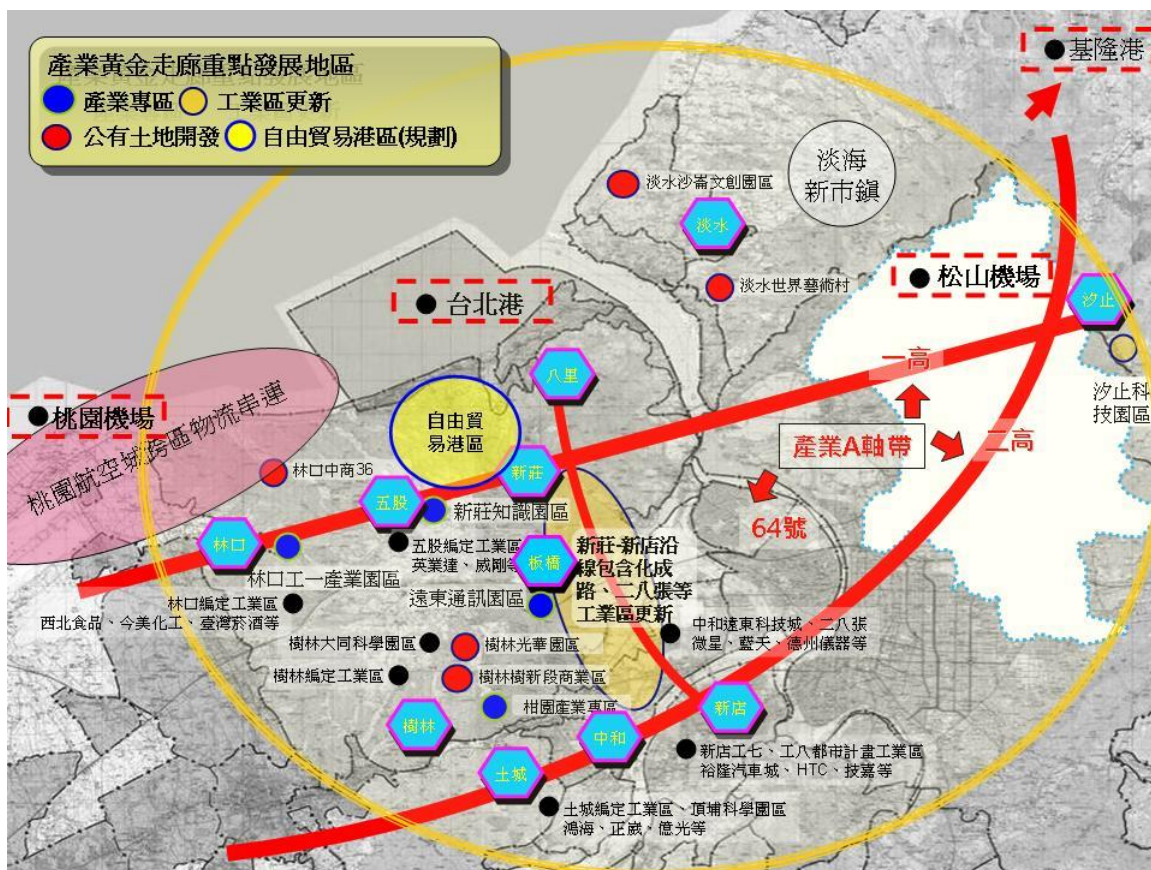 產業黃金走廊重點發展地區
產業專區
工業區更新
公有土地開發
自由貿易港區(規劃)
基隆港
淡海
新市鎮
淡水沙崙文創園區
淡水
淡水世界藝術村
松山機場
汐止
台北港
一高
汐止科
技園區
八里
桃園機場
桃園航空城跨區物流串連
自由貿
易港區
產業A軸帶
二高
林口中商36
新莊
五股
新莊知識園區
64號
林口
五股編定工業區
英業達、威剛等
板橋
新莊-新店沿
線包含化成
路、二八張等
工業區更新
林口工一產業園區
遠東通訊園區
林口編定工業區
西北食品、今美化工、臺灣菸酒等
中和遠東科技城、二八張
微星、藍天、德州儀器等
樹林大同科學園區
樹林光華園區
樹林編定工業區
樹林樹新段商業區
柑園產業專區
樹林
中和
新店
新店工七、工八都市計畫工業區
裕隆汽車城、HTC、技嘉等
土城
土城編定工業區、頂埔科學園區
鴻海、正崴、億光等